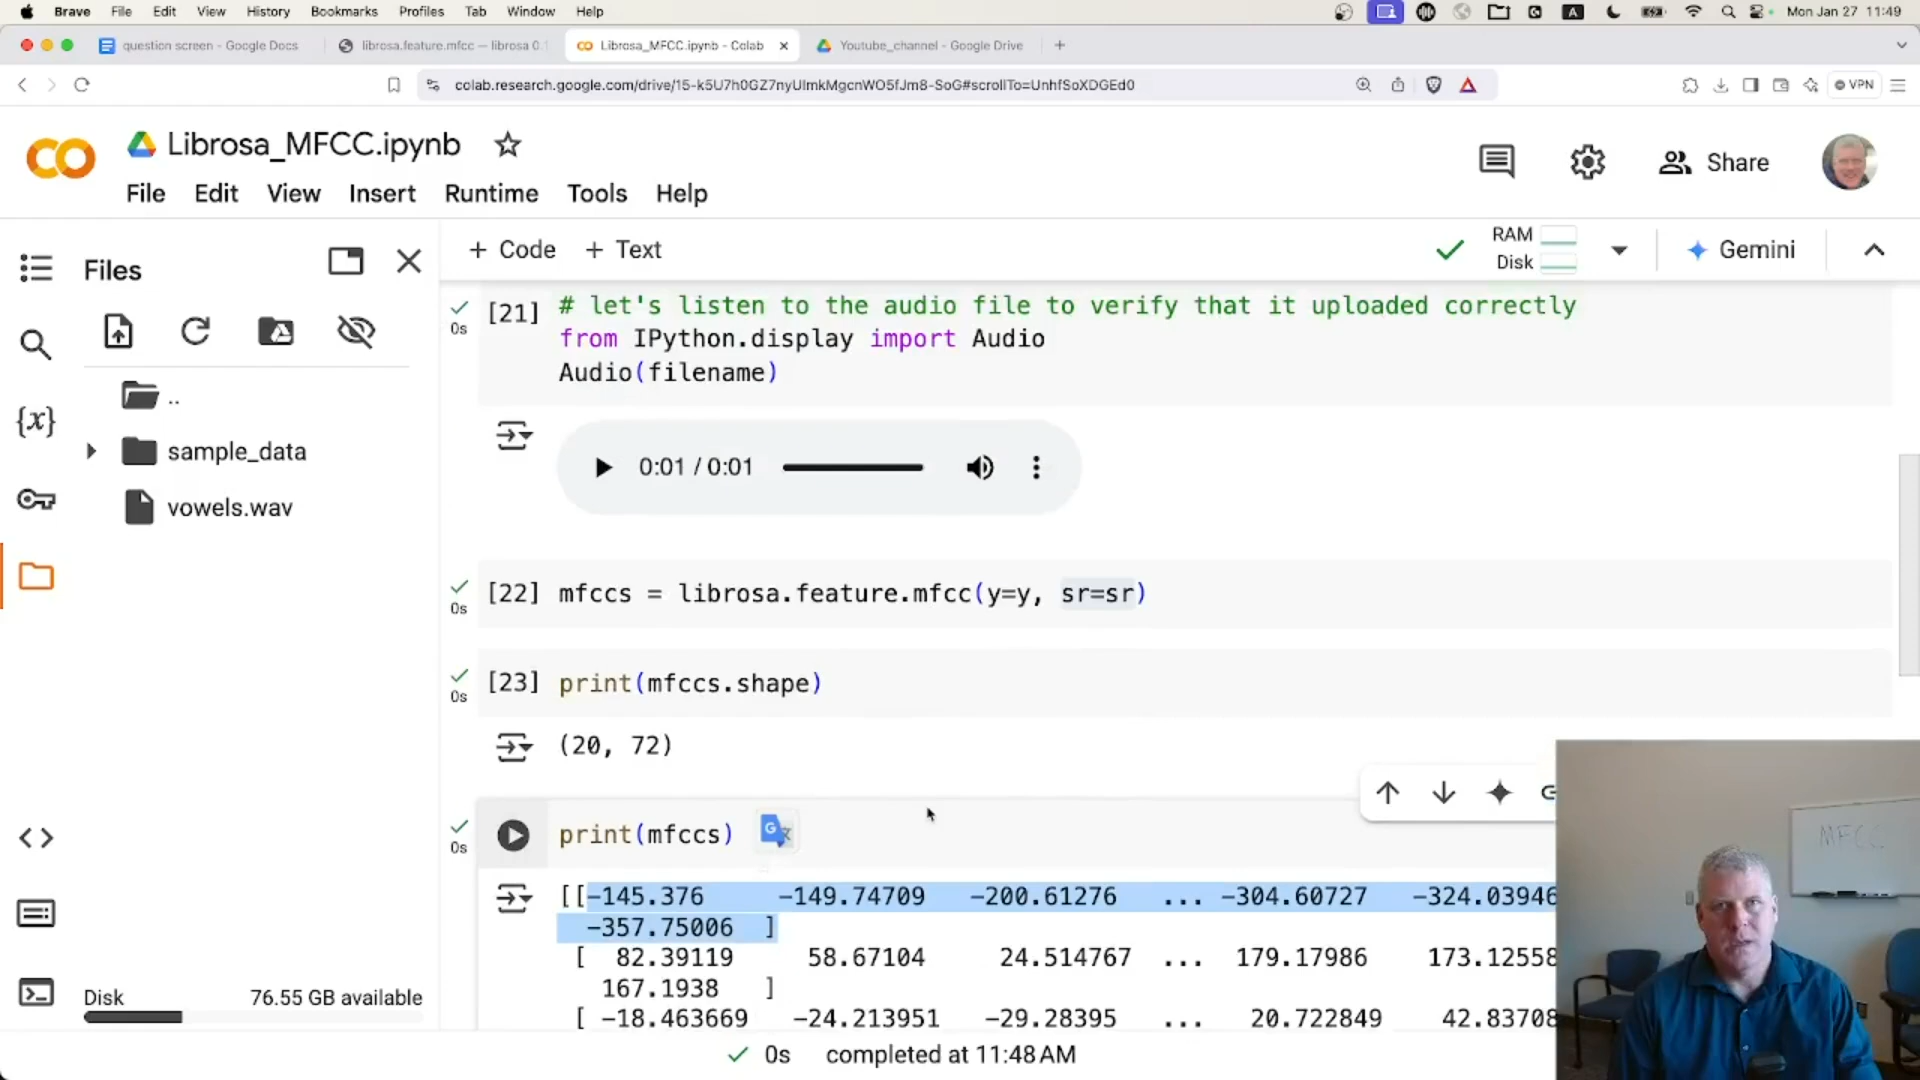 Brave File Edit View History Bookmarks Profiles Tab Window Help
Mon Jan 27 11:49
question screen - Google Docs
librosa.feature.mfcc — librosa 0.1
Librosa_MFCC.ipynb - Colab
Youtube_channel - Google Drive
colab.research.google.com/drive/15-k5U7h0GZ7nyUlmkMgcnWO5fJm8-SoG#scrollTo=UnhfSoXDGEd0
VPN
Librosa_MFCC.ipynb
Share
File Edit View Insert Runtime Tools Help
Files
+ Code + Text
RAM
Disk
Gemini
..
sample_data
vowels.wav
Disk
76.55 GB available
[21] # let's listen to the audio file to verify that it uploaded correctly
0s
from IPython.display import Audio
Audio(filename)
0:01 / 0:01
[22] mfccs = librosa.feature.mfcc(y=y, sr=sr)
0s
[23] print(mfccs.shape)
0s
(20, 72)
print(mfccs)
0s
[[-145.376 -149.74709 -200.61276 ... -304.60727 -324.03946
-357.75006 ]
[ 82.39119 58.67104 24.514767 ... 179.17986 173.12558
167.1938 ]
[ -18.463669 -24.213951 -29.28395 ... 20.722849 42.83708
0s completed at 11:48 AM
MFCC